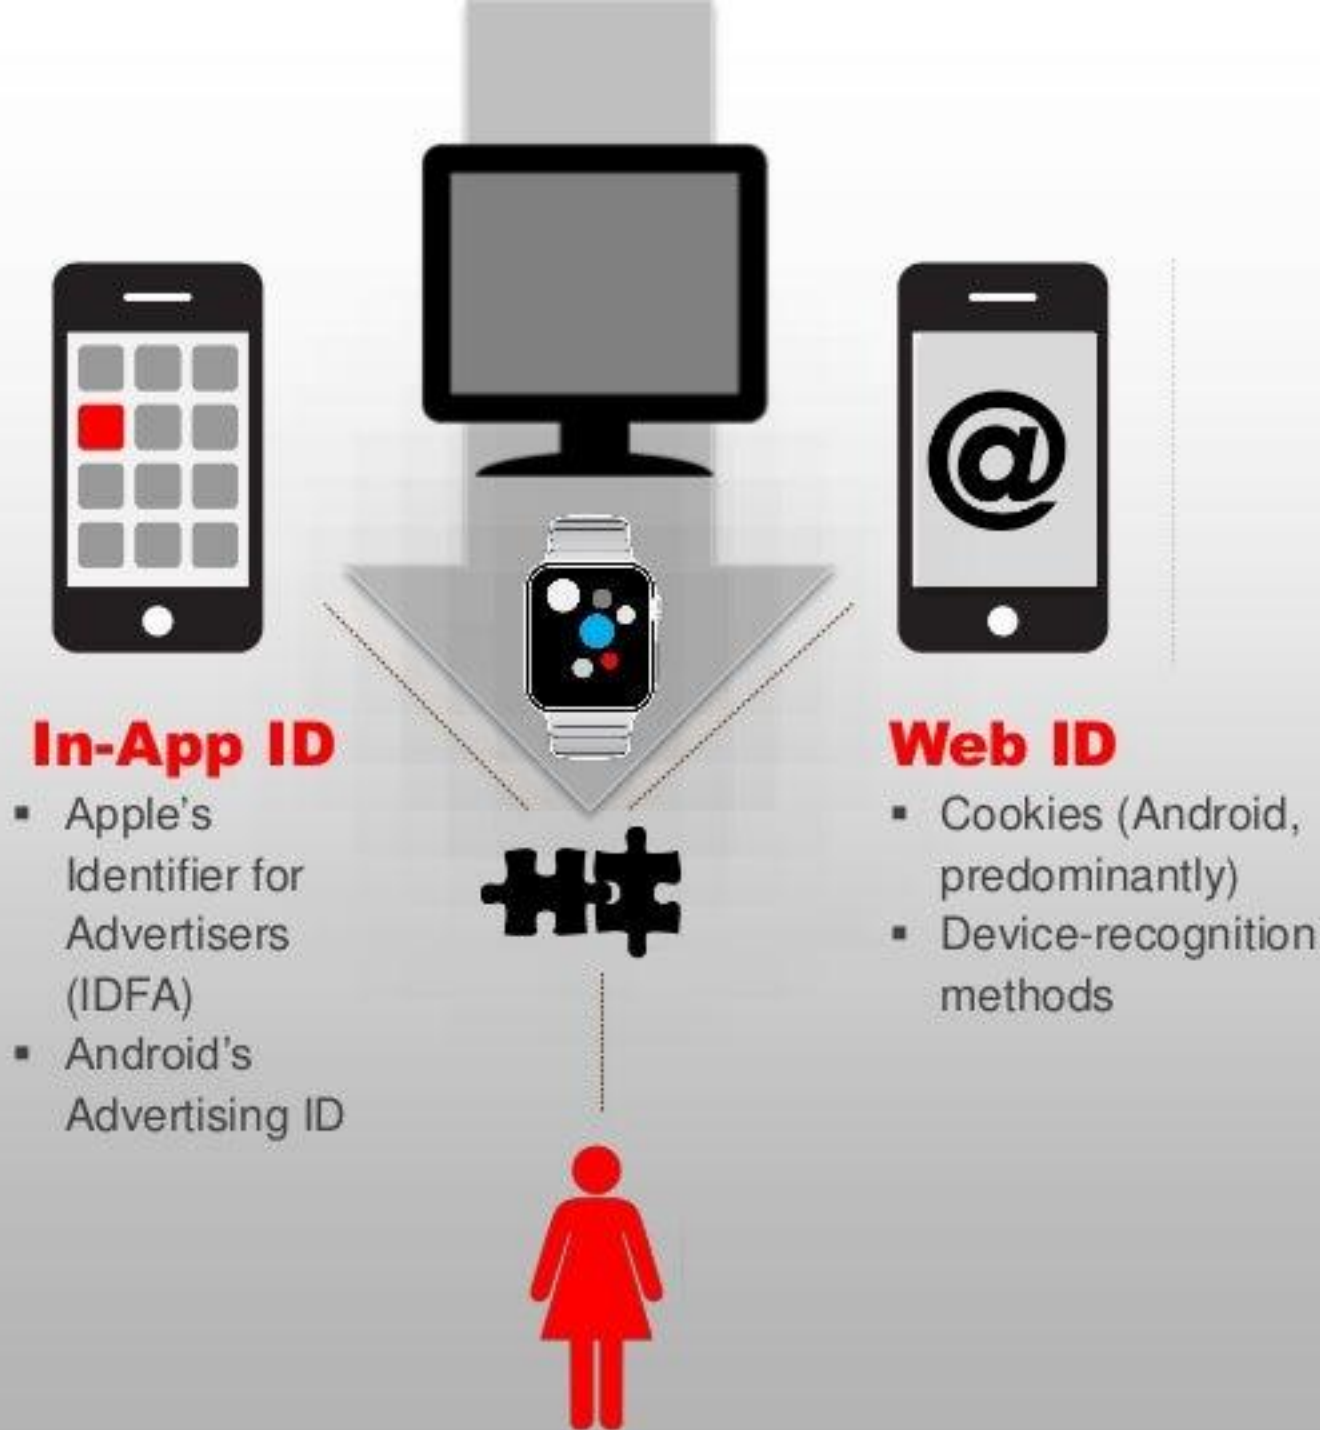 @
In-App ID
▪ Apple's
Identifier for
Advertisers
(IDFA)
▪ Android's
Advertising ID
Web ID
▪ Cookies (Android,
predominantly)
▪ Device-recognition
methods